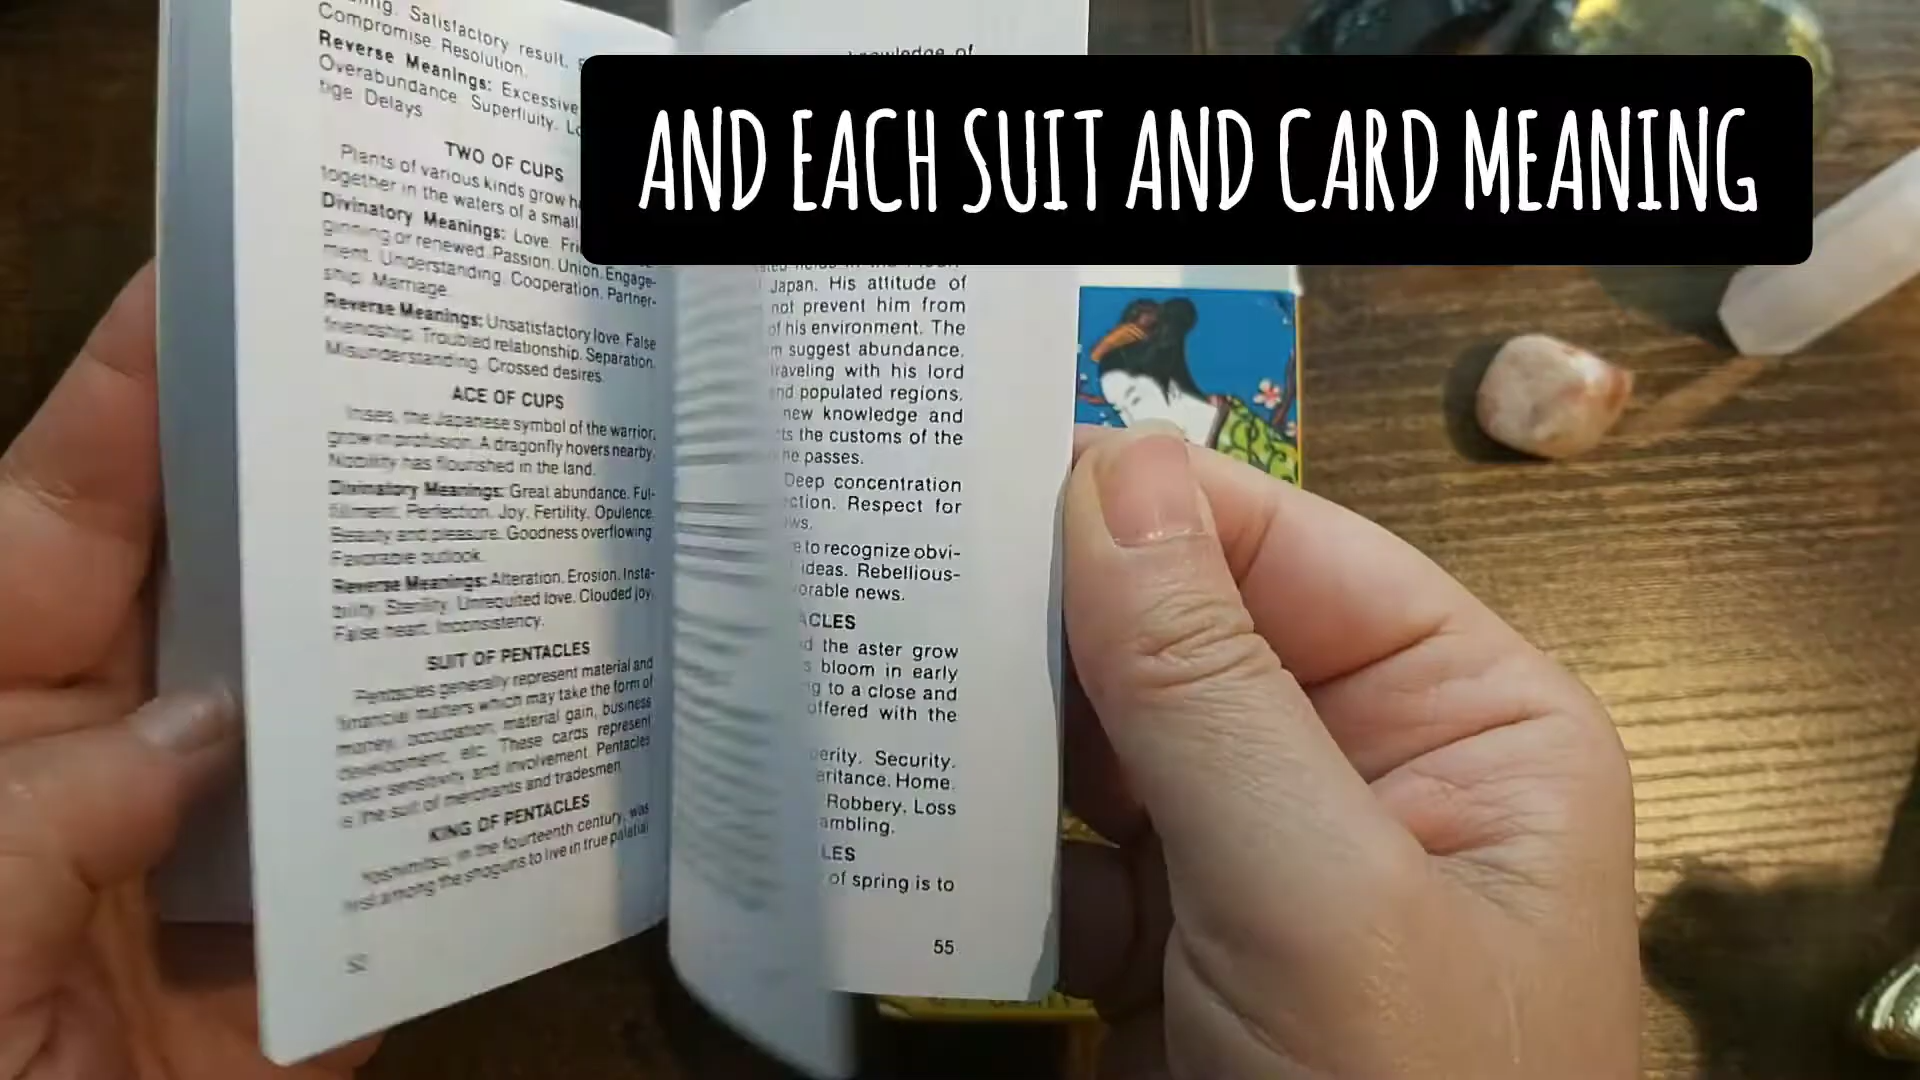 Satisfactory result.
Compromise. Resolution.
Reverse Meanings: Excessive
Overabundance. Superfluity.
tige Delays
TWO OF CUPS
Plants of various kinds grow
together in the waters of a small
Divinatory Meanings: Love.
ginning or renewed. Passion. Union. Engage-
ment. Understanding. Cooperation. Partner-
ship. Marriage.
Reverse Meanings: Unsatisfactory love. False
friendship. Troubled relationship. Separation.
Misunderstanding. Crossed desires.
ACE OF CUPS
Irises, the Japanese symbol of the warrior,
grow in profusion. A dragonfly hovers nearby.
Nobility has flourished in the land.
Divinatory Meanings: Great abundance. Ful-
fillment. Perfection. Joy. Fertility. Opulence.
Beauty and pleasure. Goodness overflowing.
Favorable outlook.
Reverse Meanings: Alteration. Erosion. Insta-
bility. Sterility. Unrequited love. Clouded joy.
False heart. Inconsistency.
SUIT OF PENTACLES
Pentacles generally represent material and
financial matters which may take the form of
money, occupation, material gain, business
development, etc. These cards represent
deep sensitivity and involvement. Pentacles
is the suit of merchants and tradesmen.
KING OF PENTACLES
Yoshimitsu, in the fourteenth century, was
first among the shoguns to live in true palatial
52
knowledge of
AND EACH SUIT AND CARD MEANING
Japan. His attitude of
not prevent him from
of his environment. The
suggest abundance.
traveling with his lord
populated regions.
new knowledge and
the customs of the
he passes.
Deep concentration
Respect for
to recognize obvi-
ideas. Rebellious-
news.
the aster grow
bloom in early
to a close and
offered with the
Security.
Home.
Robbery. Loss
of spring is to
55